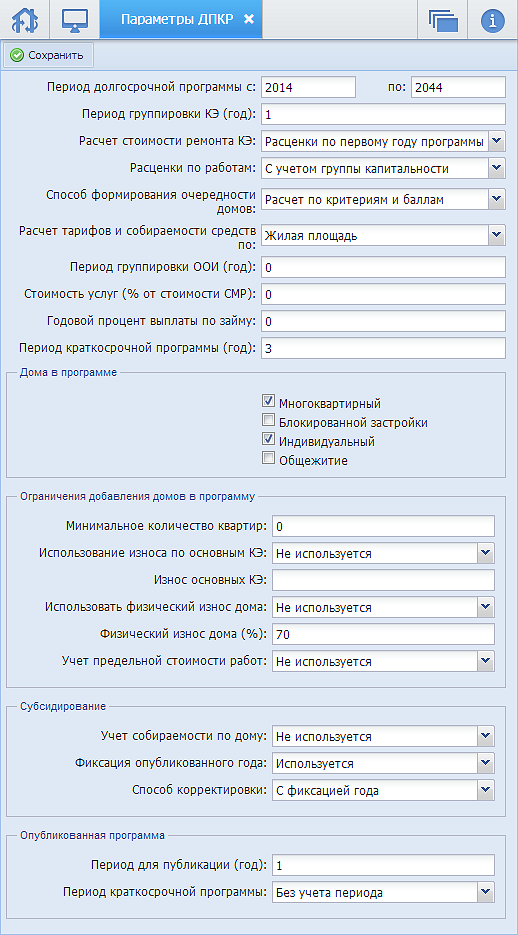 Параметры ДПКР
Сохранить
Период долгосрочной программы с: 2014 по: 2044
Период группировки КЭ (год): 1
Расчет стоимости ремонта КЭ: Расценки по первому году программы
Расценки по работам: С учетом группы капитальности
Способ формирования очередности
домов: Расчет по критериям и баллам
Расчет тарифов и собираемости средств
по: Жилая площадь
Период группировки ООИ (год): 0
Стоимость услуг (% от стоимости СМР): 0
Годовой процент выплаты по займу: 0
Период краткосрочной программы (год): 3
Дома в программе
Многоквартирный
Блокированной застройки
Индивидуальный
Общежитие
Ограничения добавления домов в программу
Минимальное количество квартир: 0
Использование износа по основным КЭ: Не используется
Износ основных КЭ:
Использовать физический износ дома: Не используется
Физический износ дома (%): 70
Учет предельной стоимости работ: Не используется
Субсидирование
Учет собираемости по дому: Не используется
Фиксация опубликованного года: Используется
Способ корректировки: С фиксацией года
Опубликованная программа
Период для публикации (год): 1
Период краткосрочной программы: Без учета периода